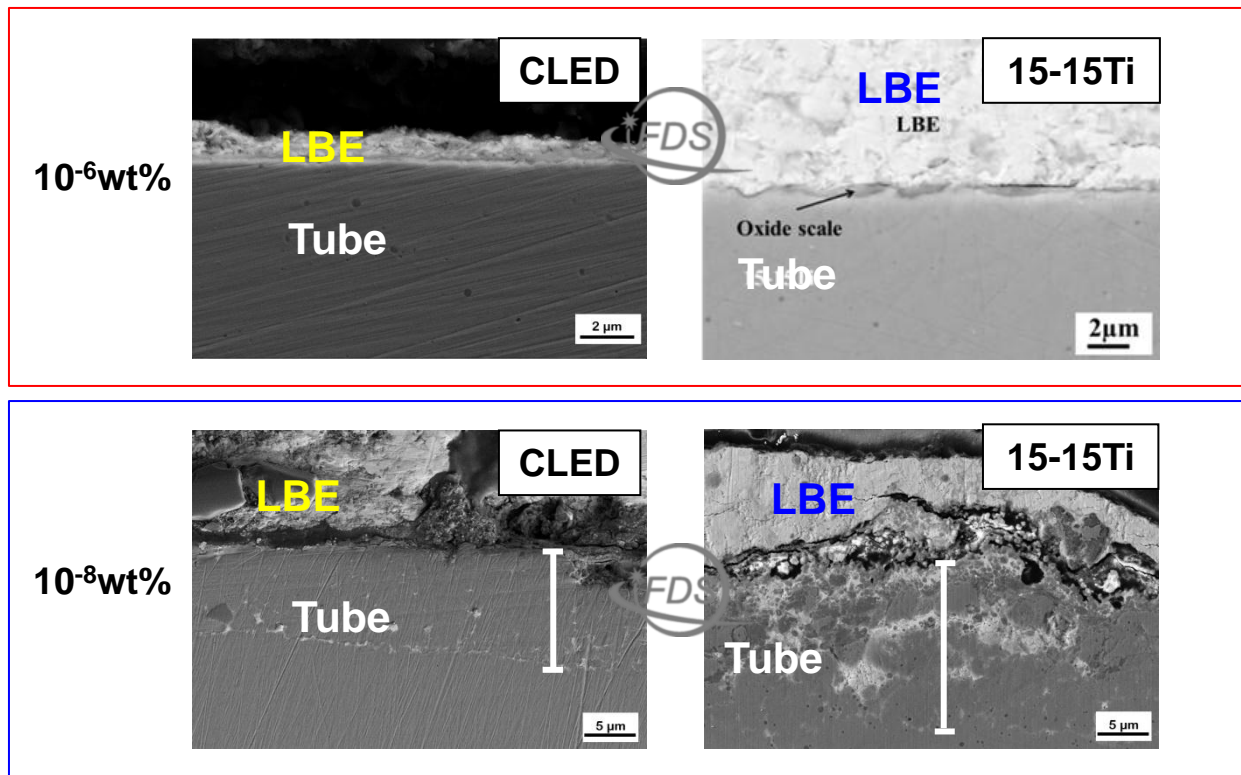 CLED
15-15Ti
LBE
LBE
LBE
FDS
10-6wt%
Tube
Oxide scale
Tube
2 µm
2µm
CLED
15-15Ti
LBE
LBE
FDS
10-8wt%
Tube
Tube
5 µm
5 µm